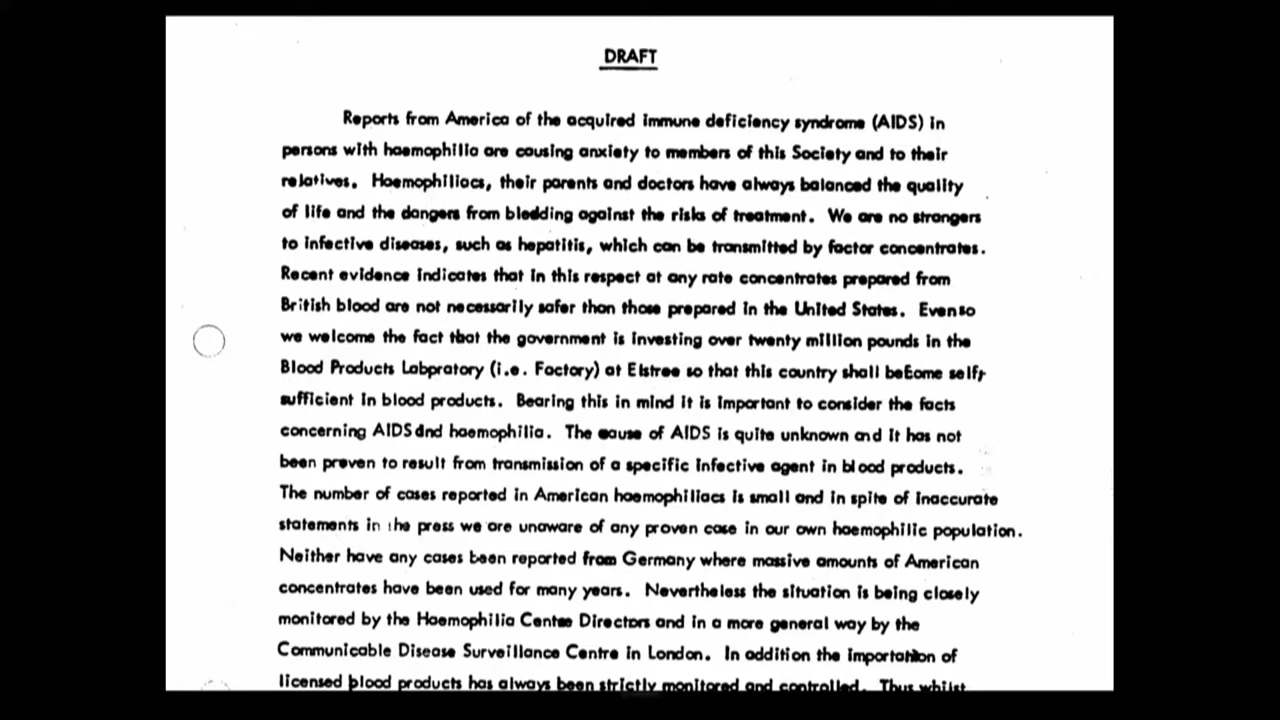 DRAFT
Reports from America of the acquired immune deficiency syndrome (AIDS) in
persons with haemophilia are causing anxiety to members of this Society and to their
relatives. Haemophiliacs, their parents and doctors have always balanced the quality
of life and the dangers from bledding against the risks of treatment. We are no strangers
to infective diseases, such as hepatitis, which can be transmitted by factor concentrates.
Recent evidence indicates that in this respect at any rate concentrates prepared from
British blood are not necessarily safer than those prepared in the United States. Evenso
we welcome the fact that the government is investing over twenty million pounds in the
Blood Products Labpratory (i.e. Factory) at Elstree so that this country shall become self,
sufficient in blood products. Bearing this in mind it is important to consider the facts
concerning AIDS and haemophilia. The cause of AIDS is quite unknown and it has not
been proven to result from transmission of a specific infective agent in blood products.
The number of cases reported in American haemophiliacs is small and in spite of inaccurate
statements in the press we are unaware of any proven case in our own haemophilic population.
Neither have any cases been reported from Germany where massive amounts of American
concentrates have been used for many years. Nevertheless the situation is being closely
monitored by the Haemophilia Centre Directors and in a more general way by the
Communicable Disease Surveillance Centre in London. In addition the importation of
licensed blood products has always been strictly monitored and controlled. Thus whilst